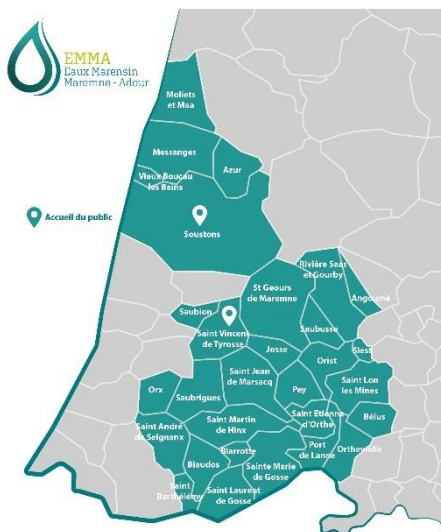 EMMA
Eaux Marensin
Maremne - Adour
Moliets
et Maa
Messanges
Azur
Vieux Boucau
les Bains
Accueil du public
Soustons
Rivière Saas
et Gourby
St Geours
de Maremne
Angoumé
Saubion
Saint Vincent
de Tyrosse
Saubusse
Josse
Orist
Siest
Saint Jean
de Marsacq
Pey
Saint Lon
les Mines
Orx
Saubrigues
Saint Etienne
d'Orthe
Bélus
Saint André
de Seignanx
Saint Martin
de Hinx
Port
de Lanne
Orthevielle
Biarrotte
Biaudos
Sainte Marie
de Gosse
Saint
Barthélemy
Saint Laurent
de Gosse